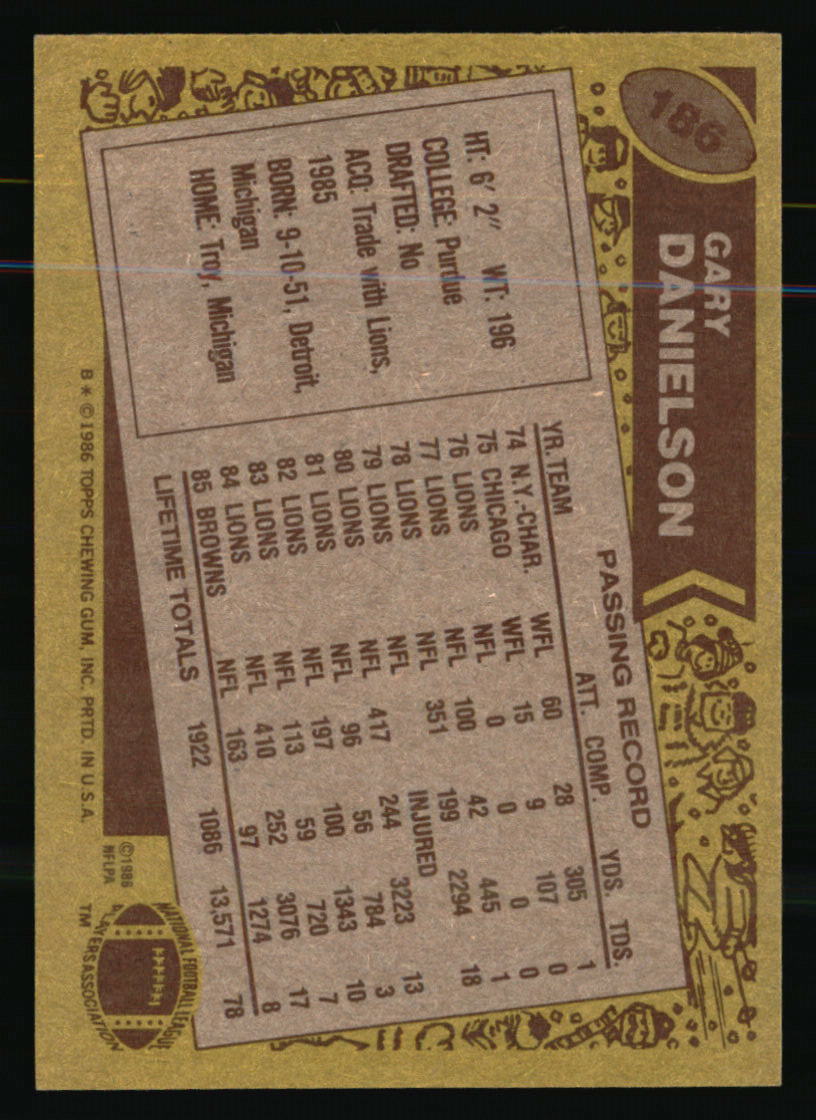 186
GARY
DANIELSON
HT: 6′ 2″ WT: 196
COLLEGE: Purdue
DRAFTED: No
ACQ: Trade with Lions,
1985
BORN: 9-10-51, Detroit,
Michigan
HOME: Troy, Michigan
PASSING RECORD
YR. TEAM ATT. COMP. YDS. TDS.
74 N.Y.-CHAR. WFL 60 28 305 1
75 CHICAGO WFL 15 9 107 0
76 LIONS NFL 0 0 0 0
77 LIONS NFL 100 42 445 1
78 LIONS NFL 351 199 2294 18
79 LIONS NFL INJURED
80 LIONS NFL 417 244 3223 13
81 LIONS NFL 96 56 784 3
82 LIONS NFL 197 100 1343 10
83 LIONS NFL 113 59 720 7
84 LIONS NFL 410 252 3076 17
85 BROWNS NFL 163 97 1274 8
LIFETIME TOTALS 1922 1086 13,571 78
B * ©1986 TOPPS CHEWING GUM, INC. PRTD. IN U.S.A.
©1986
NFLPA
NATIONAL FOOTBALL LEAGUE
PLAYERS ASSOCIATION
TM